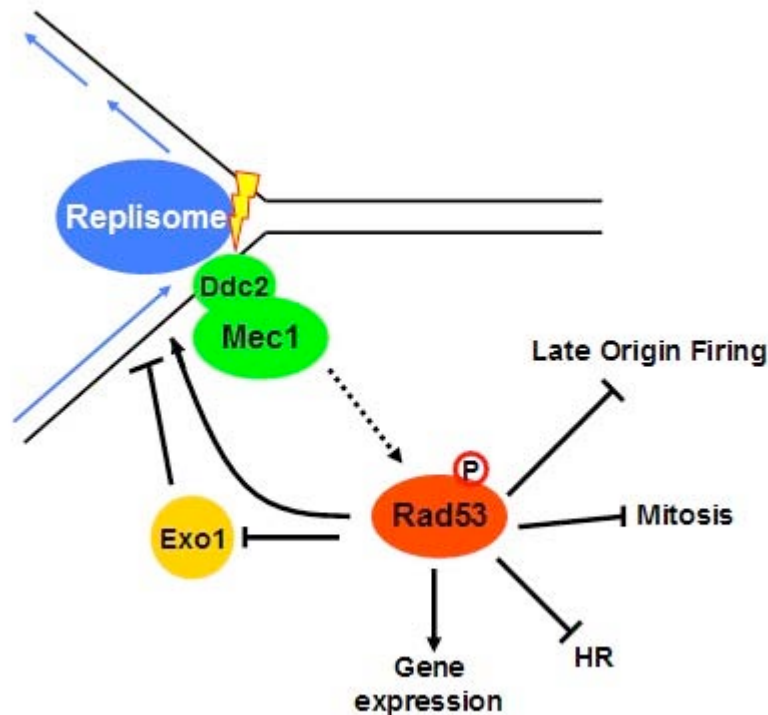 Replisome
Ddc2
Mec1
Late Origin Firing
P
Rad53
Mitosis
Exo1
HR
Gene
expression